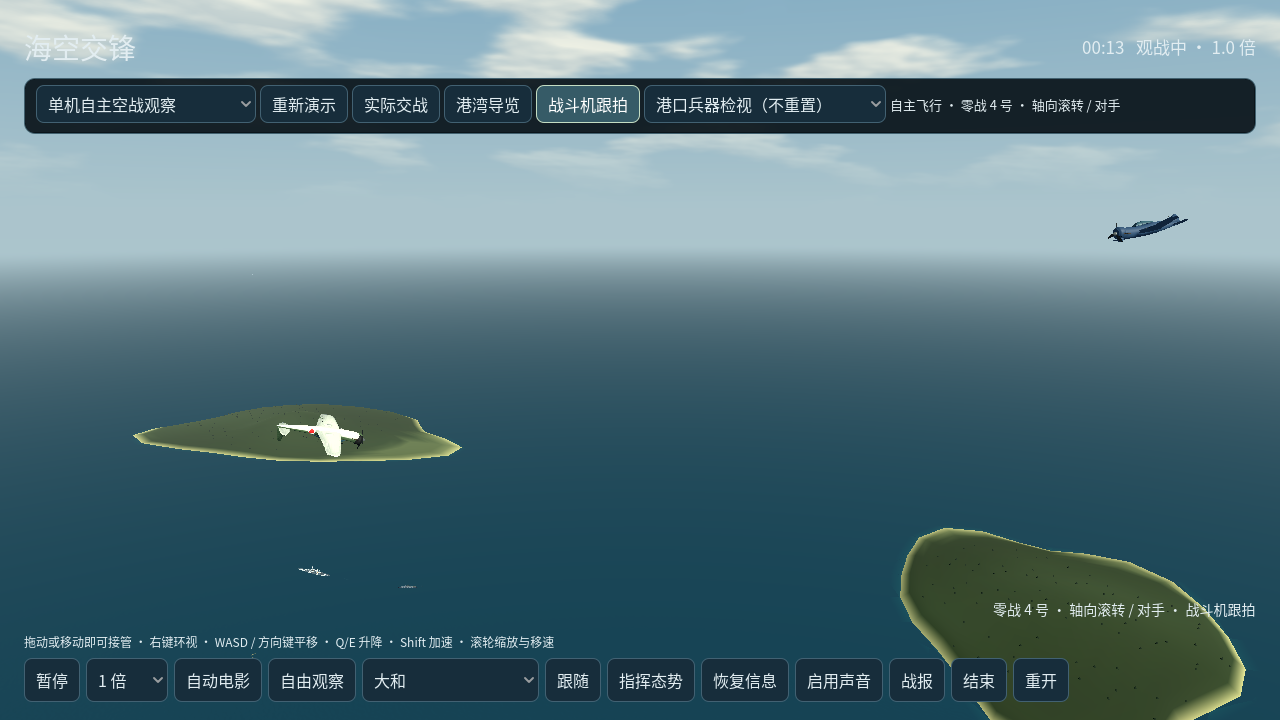 海空交锋
00:13 观战中 · 1.0 倍
单机自主空战观察 重新演示 实际交战 港湾导览 战斗机跟拍 港口兵器检视（不重置） 自主飞行 · 零战 4 号 · 轴向滚转 / 对手
零战 4 号 · 轴向滚转 / 对手 · 战斗机跟拍
拖动或移动即可接管 · 右键环视 · WASD / 方向键平移 · Q/E 升降 · Shift 加速 · 滚轮缩放与移速
暂停 1 倍 自动电影 自由观察 大和 跟随 指挥态势 恢复信息 启用声音 战报 结束 重开